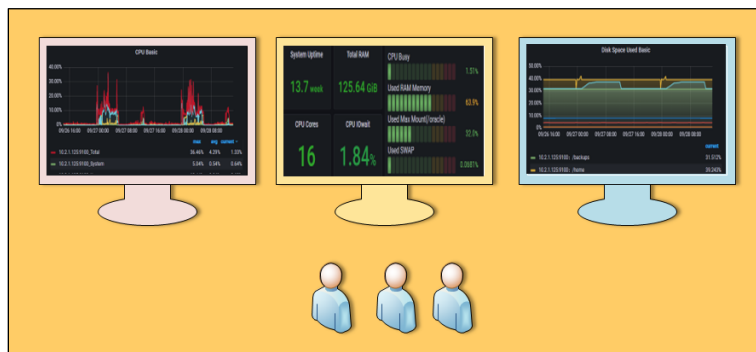 CPU Basic
40.00%
30.00%
20.00%
10.00%
0%
09/26 16:00 09/27 00:00 09/27 08:00 09/27 16:00 09/28 00:00 09/28 08:00
max avg current
10.2.1.123:9100_Total 36.46% 4.29% 1.33%
10.2.1.123:9100_System 5.04% 0.54% 0.64%
System Uptime
13.7 week
Total RAM
125.64 GiB
CPU Cores
16
CPU IOwait
1.84%
CPU Busy
1.51%
Used RAM Memory
63.9%
Used Max Mount(/oracle)
32.0%
Used SWAP
0.0551%
Disk Space Used Basic
50.00%
40.00%
30.00%
20.00%
10.00%
0%
09/26 16:00 09/27 00:00 09/27 08:00 09/27 16:00 09/28 00:00 09/28 08:00
current
10.2.1.123:9100: /backups 31.513%
10.2.1.123:9100: /home 39.243%